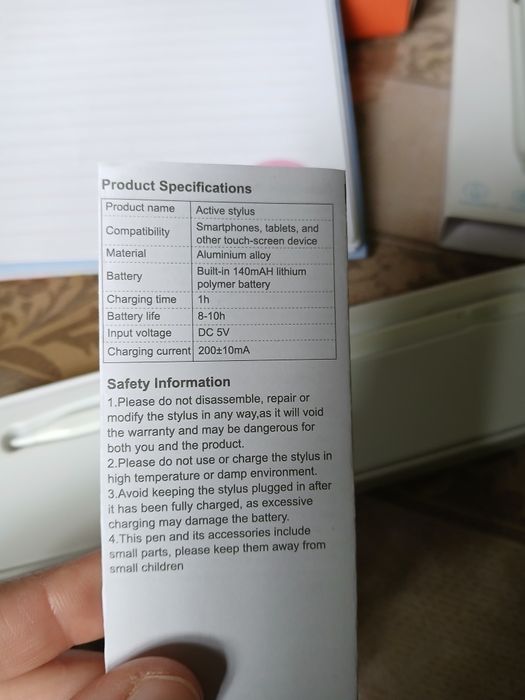 Product Specifications
Product name Active stylus
Compatibility Smartphones, tablets, and
other touch-screen device
Material Aluminium alloy
Battery Built-in 140mAH lithium
polymer battery
Charging time 1h
Battery life 8-10h
Input voltage DC 5V
Charging current 200±10mA
Safety Information
1.Please do not disassemble, repair or
modify the stylus in any way,as it will void
the warranty and may be dangerous for
both you and the product.
2.Please do not use or charge the stylus in
high temperature or damp environment.
3.Avoid keeping the stylus plugged in after
it has been fully charged, as excessive
charging may damage the battery.
4.This pen and its accessories include
small parts, please keep them away from
small children